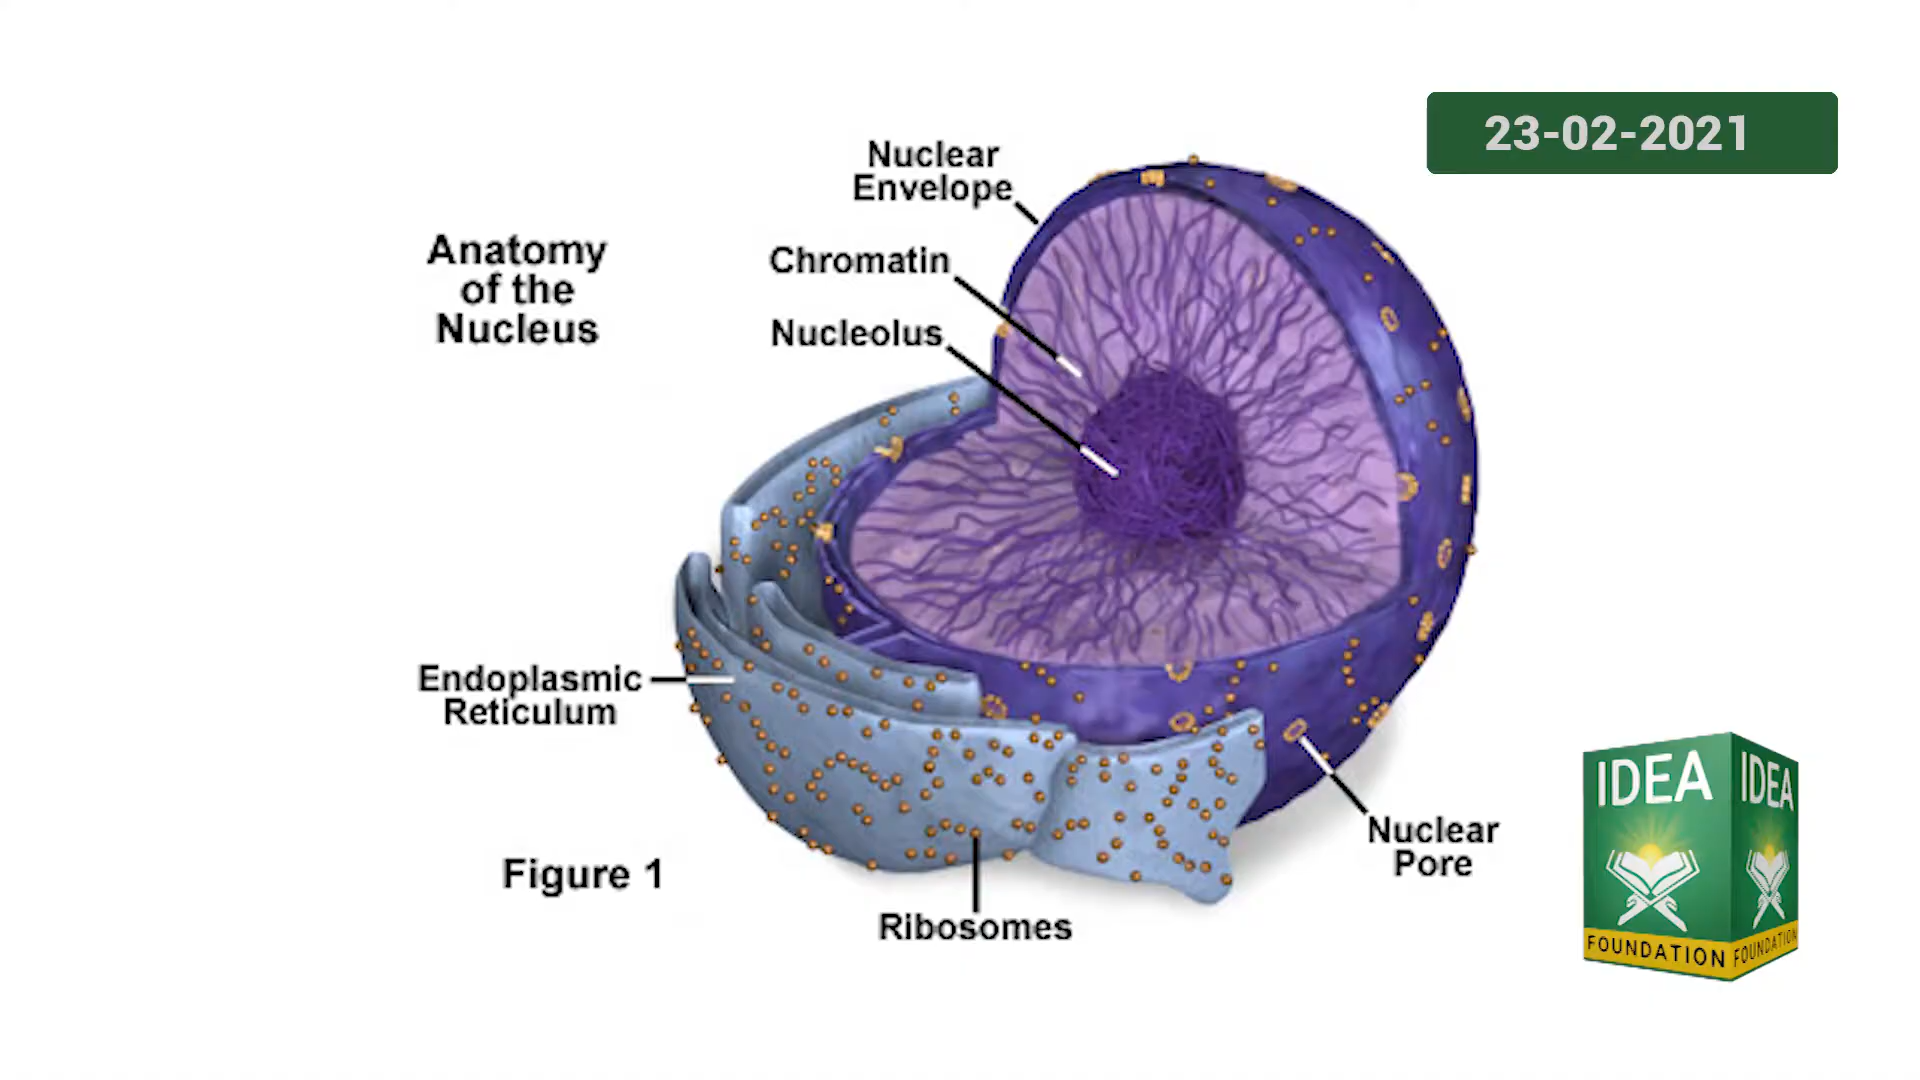 23-02-2021
Nuclear
Envelope
Anatomy
of the
Nucleus
Chromatin
Nucleolus
Endoplasmic
Reticulum
Nuclear
Pore
Figure 1
Ribosomes
IDEA
IDEA
FOUNDATION
FOUNDATION